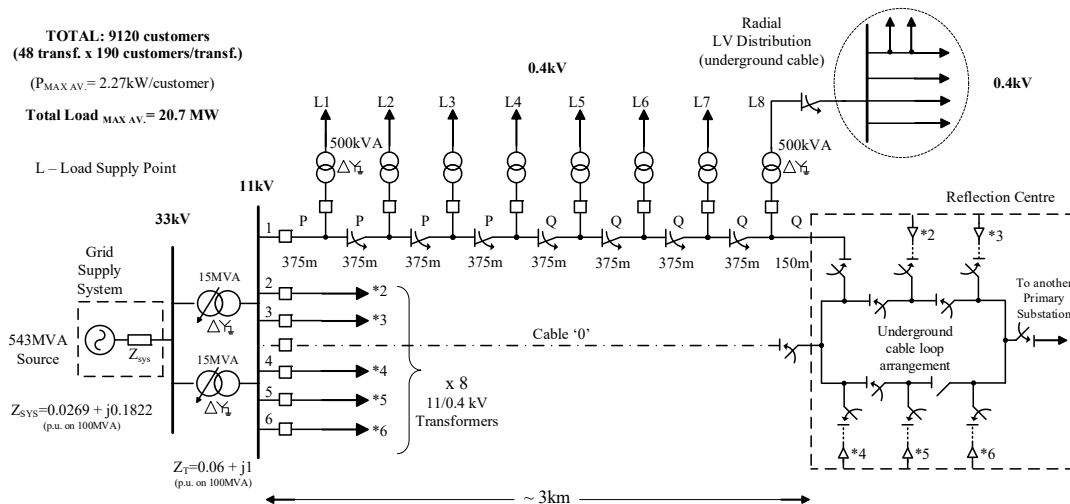 TOTAL: 9120 customers
(48 transf. x 190 customers/transf.)
(PMAX AV.= 2.27kW/customer)
Total Load MAX AV.= 20.7 MW
L – Load Supply Point
0.4kV
Radial
LV Distribution
(underground cable)
0.4kV
L1
L2
L3
L4
L5
L6
L7
L8
500kVA
500kVA
11kV
33kV
Reflection Centre
1
P
P
P
P
Q
Q
Q
Q
Q
375m
375m
375m
375m
375m
375m
375m
375m
150m
*2
*3
Grid
Supply
System
15MVA
2
*2
3
*3
To another
Primary
Substation
543MVA
Source
Zsys
Cable ‘0’
Underground
cable loop
arrangement
15MVA
4
*4
5
*5
6
*6
x 8
11/0.4 kV
Transformers
ZSYS=0.0269 + j0.1822
(p.u. on 100MVA)
*4
*5
*6
ZT=0.06 + j1
(p.u. on 100MVA)
~ 3km